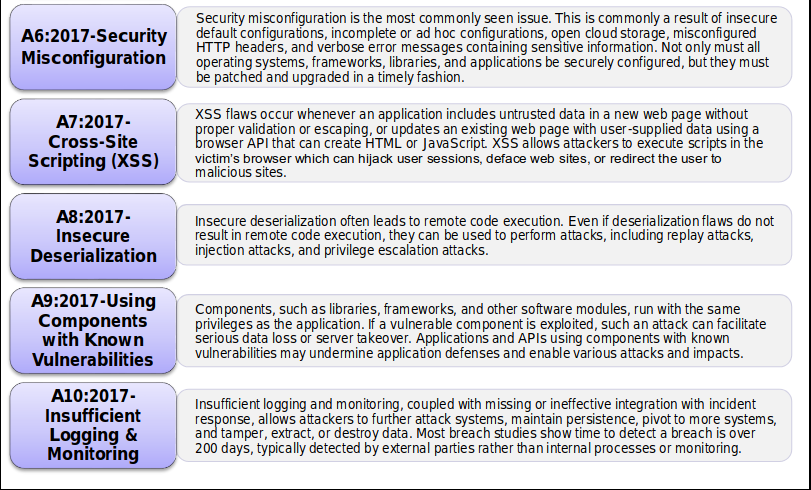 A6:2017-Security
Misconfiguration
Security misconfiguration is the most commonly seen issue. This is commonly a result of insecure
default configurations, incomplete or ad hoc configurations, open cloud storage, misconfigured
HTTP headers, and verbose error messages containing sensitive information. Not only must all
operating systems, frameworks, libraries, and applications be securely configured, but they must
be patched and upgraded in a timely fashion.
A7:2017-
Cross-Site
Scripting (XSS)
XSS flaws occur whenever an application includes untrusted data in a new web page without
proper validation or escaping, or updates an existing web page with user-supplied data using a
browser API that can create HTML or JavaScript. XSS allows attackers to execute scripts in the
victim's browser which can hijack user sessions, deface web sites, or redirect the user to
malicious sites.
A8:2017-
Insecure
Deserialization
Insecure deserialization often leads to remote code execution. Even if deserialization flaws do not
result in remote code execution, they can be used to perform attacks, including replay attacks,
injection attacks, and privilege escalation attacks.
A9:2017-Using
Components
with Known
Vulnerabilities
Components, such as libraries, frameworks, and other software modules, run with the same
privileges as the application. If a vulnerable component is exploited, such an attack can facilitate
serious data loss or server takeover. Applications and APIs using components with known
vulnerabilities may undermine application defenses and enable various attacks and impacts.
A10:2017-
Insufficient
Logging &
Monitoring
Insufficient logging and monitoring, coupled with missing or ineffective integration with incident
response, allows attackers to further attack systems, maintain persistence, pivot to more systems,
and tamper, extract, or destroy data. Most breach studies show time to detect a breach is over
200 days, typically detected by external parties rather than internal processes or monitoring.